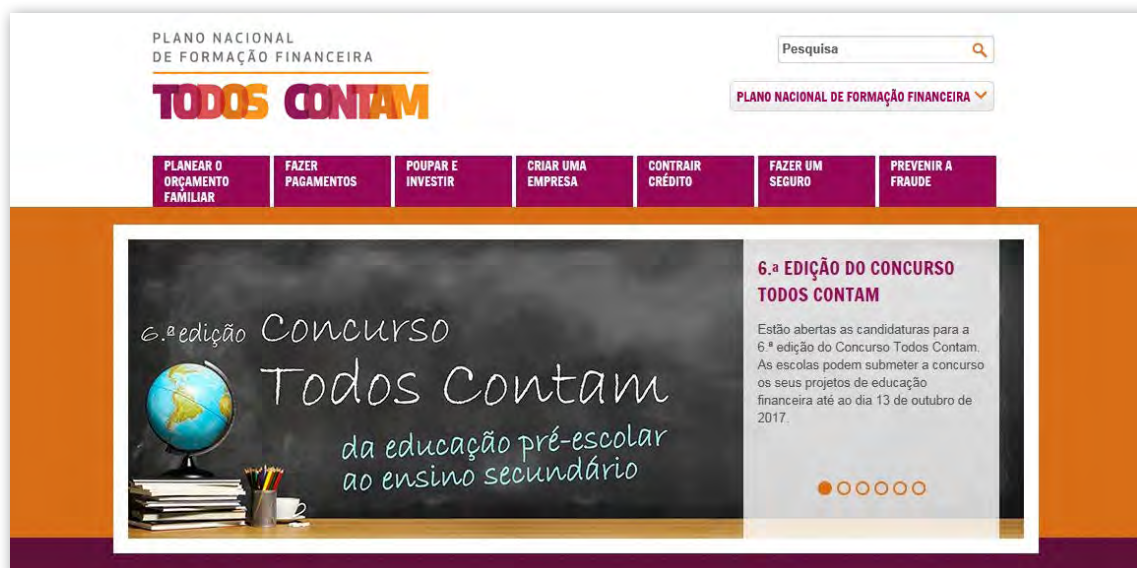 PLANO NACIONAL
DE FORMAÇÃO FINANCEIRA
TODOS CONTAM
Pesquisa
PLANO NACIONAL DE FORMAÇÃO FINANCEIRA
PLANEAR O
ORÇAMENTO
FAMILIAR
FAZER
PAGAMENTOS
POUPAR E
INVESTIR
CRIAR UMA
EMPRESA
CONTRAIR
CRÉDITO
FAZER UM
SEGURO
PREVENIR A
FRAUDE
6.ª edição Concurso
Todos Contam
da educação pré-escolar
ao ensino secundário
6.ª EDIÇÃO DO CONCURSO
TODOS CONTAM
Estão abertas as candidaturas para a
6.ª edição do Concurso Todos Contam.
As escolas podem submeter a concurso
os seus projetos de educação
financeira até ao dia 13 de outubro de
2017.